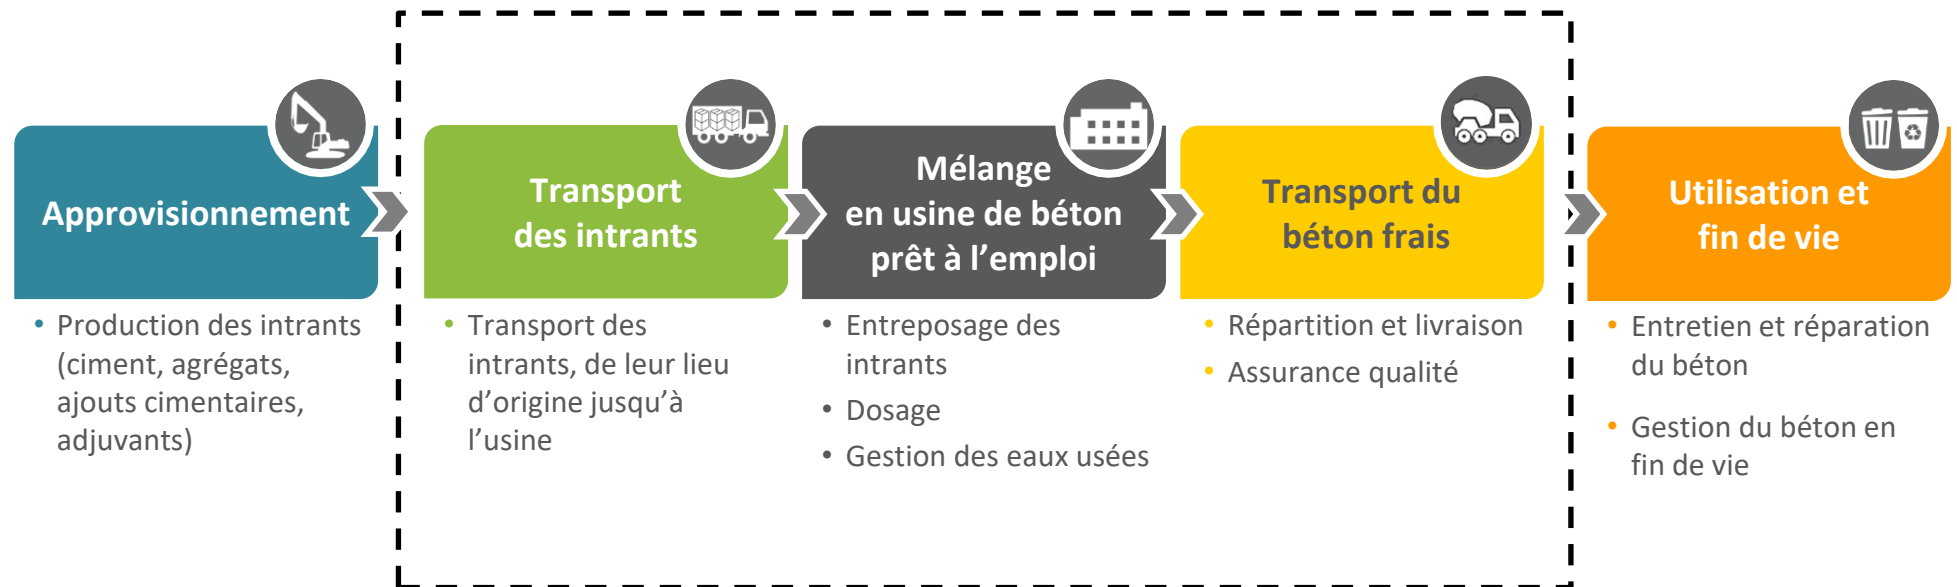 Approvisionnement
• Production des intrants
(ciment, agrégats,
ajouts cimentaires,
adjuvants)
Transport
des intrants
• Transport des
intrants, de leur lieu
d’origine jusqu’à
l’usine
Mélange
en usine de béton
prêt à l’emploi
• Entreposage des
intrants
• Dosage
• Gestion des eaux usées
Transport du
béton frais
• Répartition et livraison
• Assurance qualité
Utilisation et
fin de vie
• Entretien et réparation
du béton
• Gestion du béton en
fin de vie